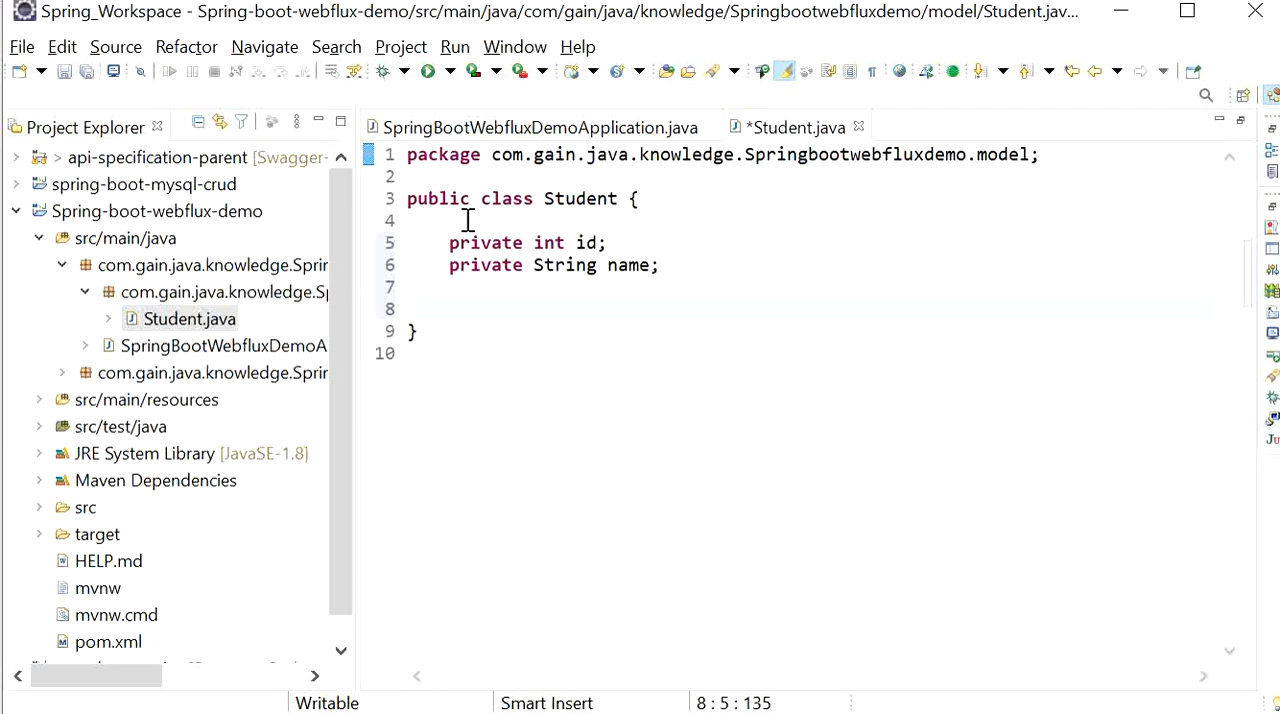 Spring_Workspace - Spring-boot-webflux-demo/src/main/java/com/gain/java/knowledge/Springbootwebfluxdemo/model/Student.jav...
File Edit Source Refactor Navigate Search Project Run Window Help
Project Explorer
SpringBootWebfluxDemoApplication.java
*Student.java
> api-specification-parent [Swagger-
spring-boot-mysql-crud
Spring-boot-webflux-demo
src/main/java
com.gain.java.knowledge.Sprir
com.gain.java.knowledge.Sp
Student.java
SpringBootWebfluxDemoA
com.gain.java.knowledge.Sprir
src/main/resources
src/test/java
JRE System Library [JavaSE-1.8]
Maven Dependencies
src
target
HELP.md
mvnw
mvnw.cmd
pom.xml
1 package com.gain.java.knowledge.Springbootwebfluxdemo.model;
2
3 public class Student {
4
5 private int id;
6 private String name;
7
8
9 }
10
Writable
Smart Insert
8 : 5 : 135